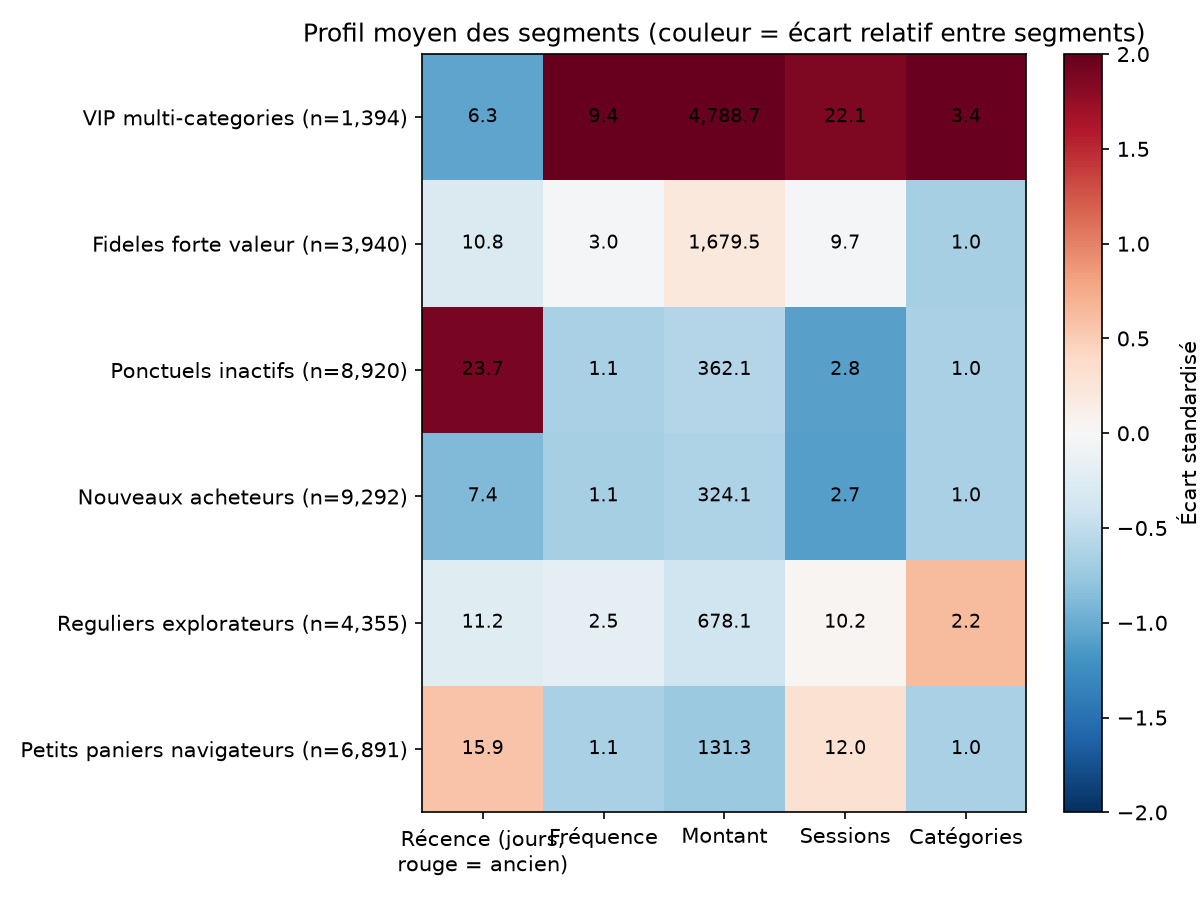 Profil moyen des segments (couleur = écart relatif entre segments)
VIP multi-categories (n=1,394) 6.3 9.4 4,788.7 22.1 3.4
Fideles forte valeur (n=3,940) 10.8 3.0 1,679.5 9.7 1.0
Ponctuels inactifs (n=8,920) 23.7 1.1 362.1 2.8 1.0
Nouveaux acheteurs (n=9,292) 7.4 1.1 324.1 2.7 1.0
Reguliers explorateurs (n=4,355) 11.2 2.5 678.1 10.2 2.2
Petits paniers navigateurs (n=6,891) 15.9 1.1 131.3 12.0 1.0
Récence (jours,
rouge = ancien)
Fréquence
Montant
Sessions
Catégories
2.0
1.5
1.0
0.5
0.0
−0.5
−1.0
−1.5
−2.0
Écart standardisé